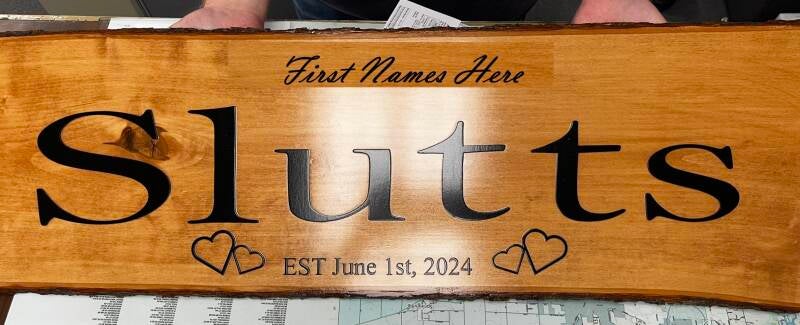 First Names Here
Slutts
EST June 1st, 2024